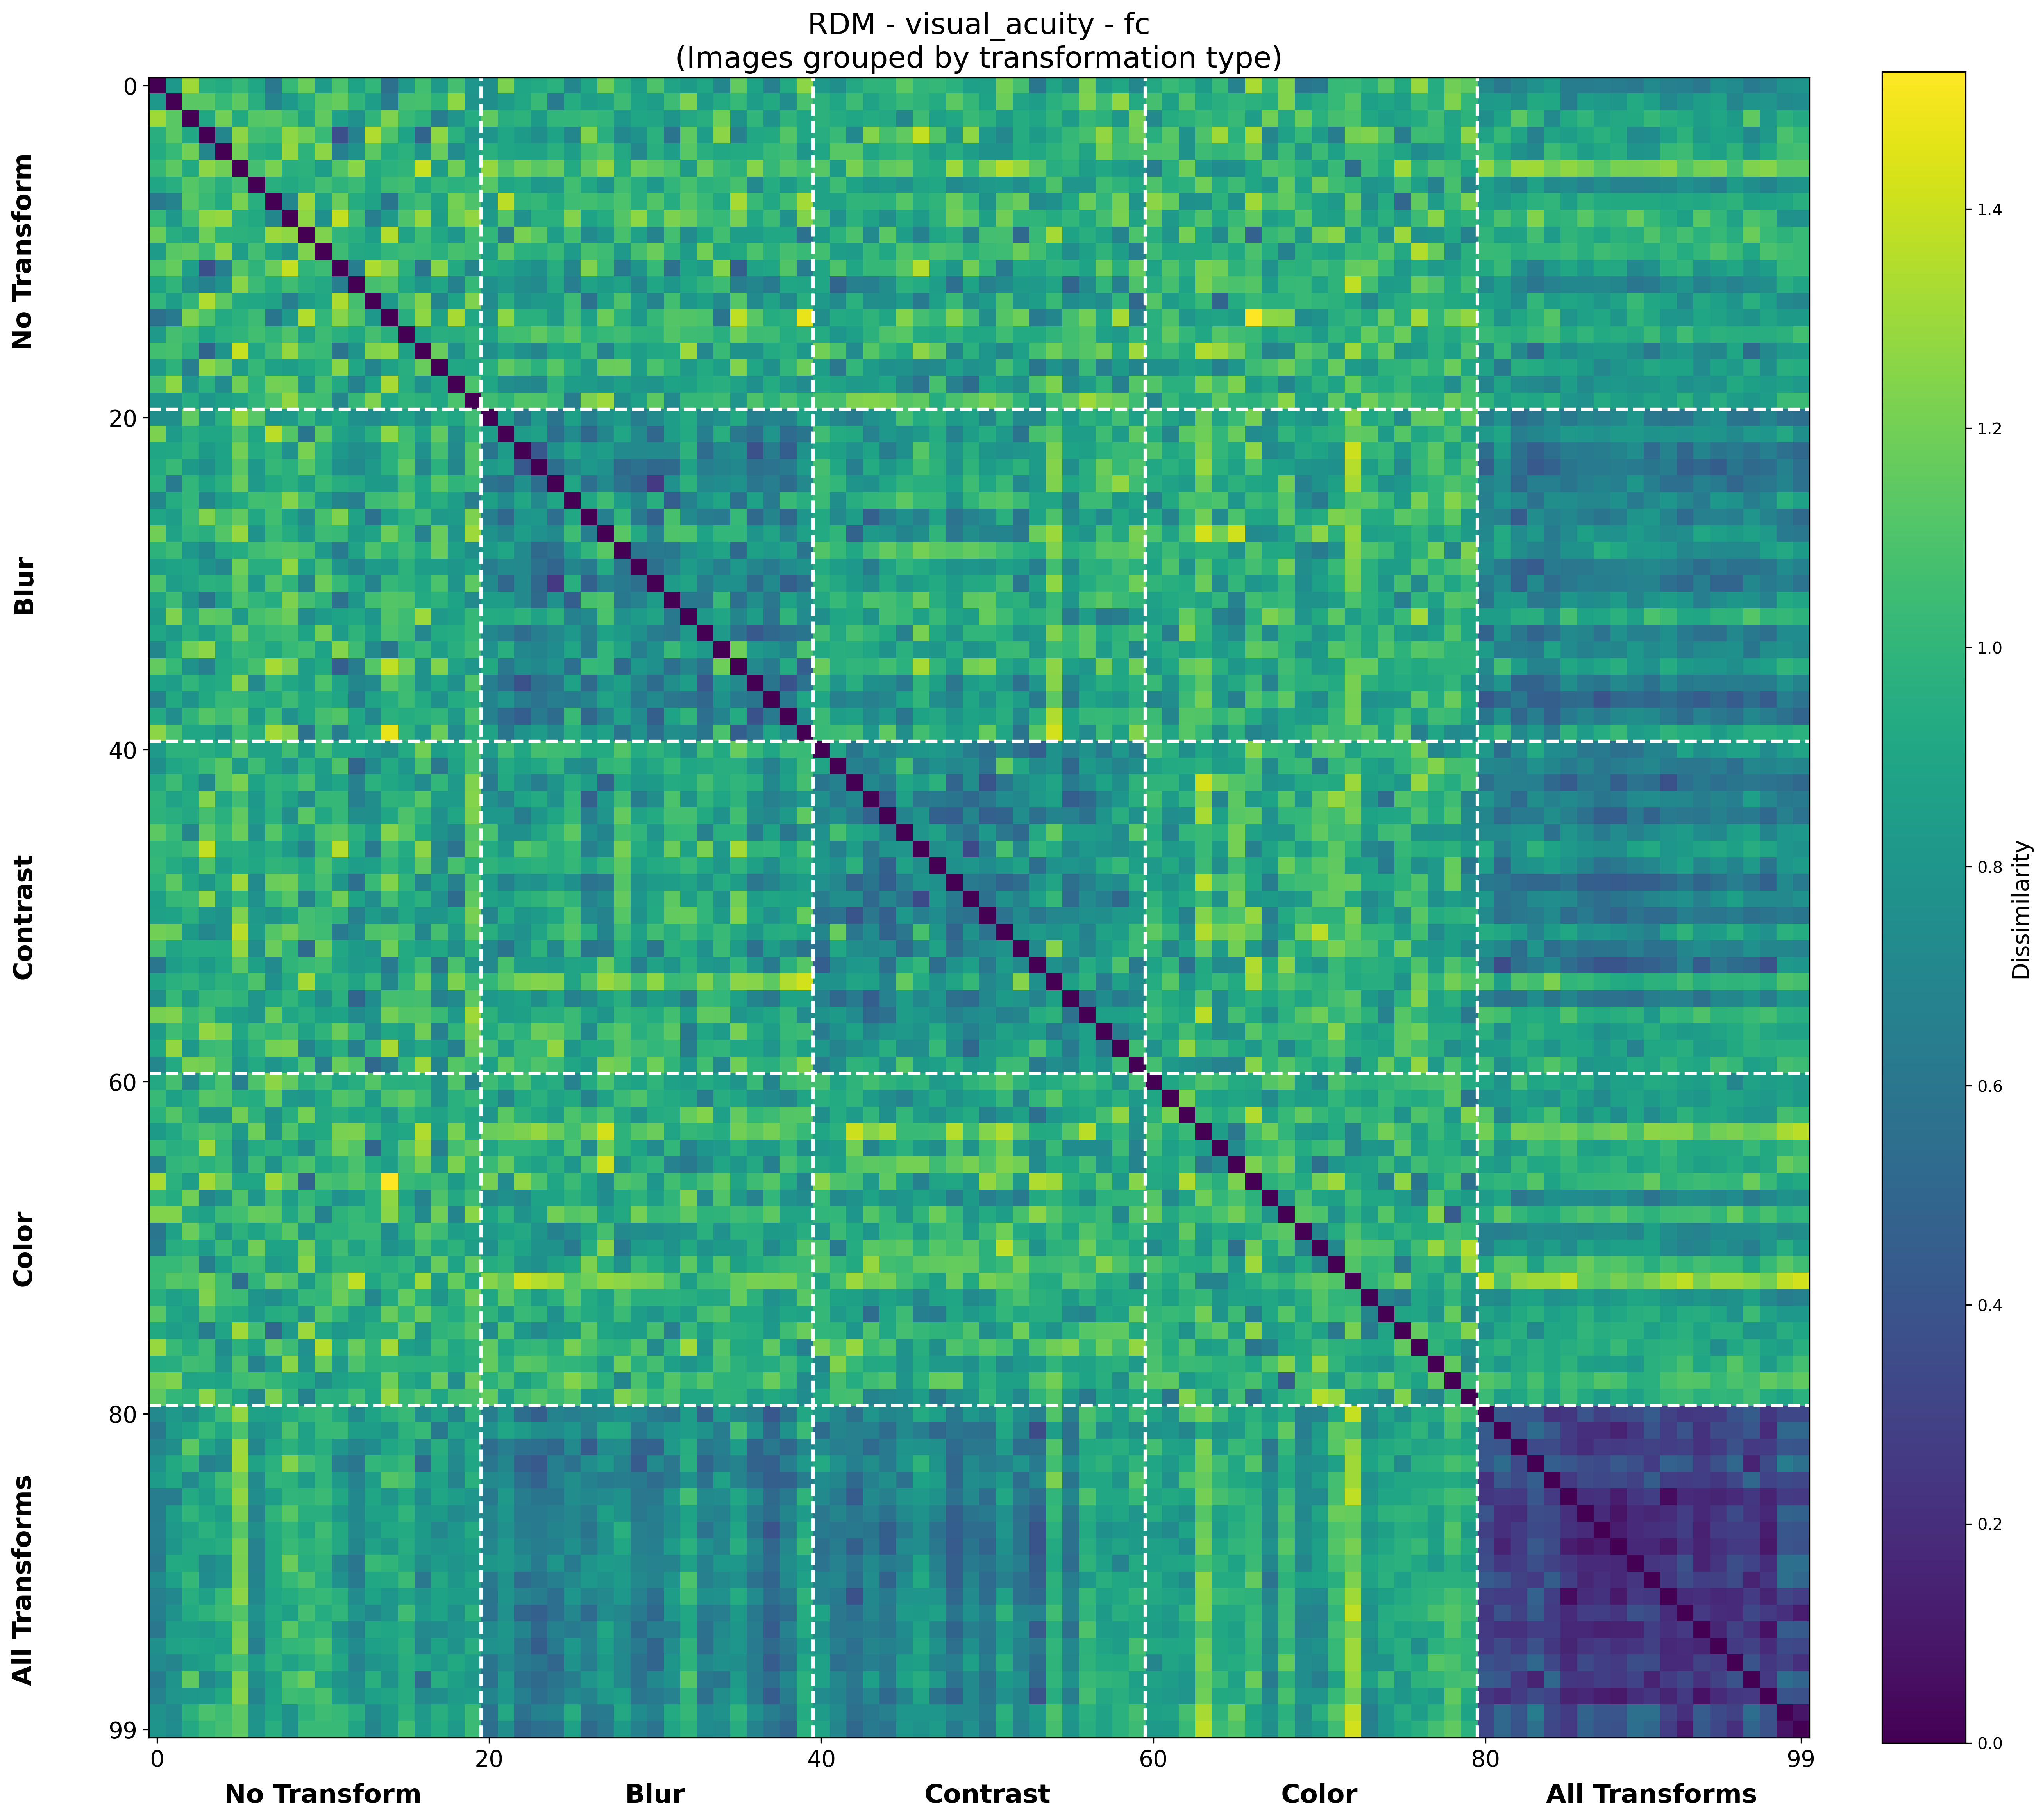 RDM - visual_acuity - fc
(Images grouped by transformation type)
0
20
40
60
80
99
No Transform
Blur
Contrast
Color
All Transforms
0
20
40
60
80
99
No Transform
Blur
Contrast
Color
All Transforms
1.4
1.2
1.0
0.8
0.6
0.4
0.2
0.0
Dissimilarity